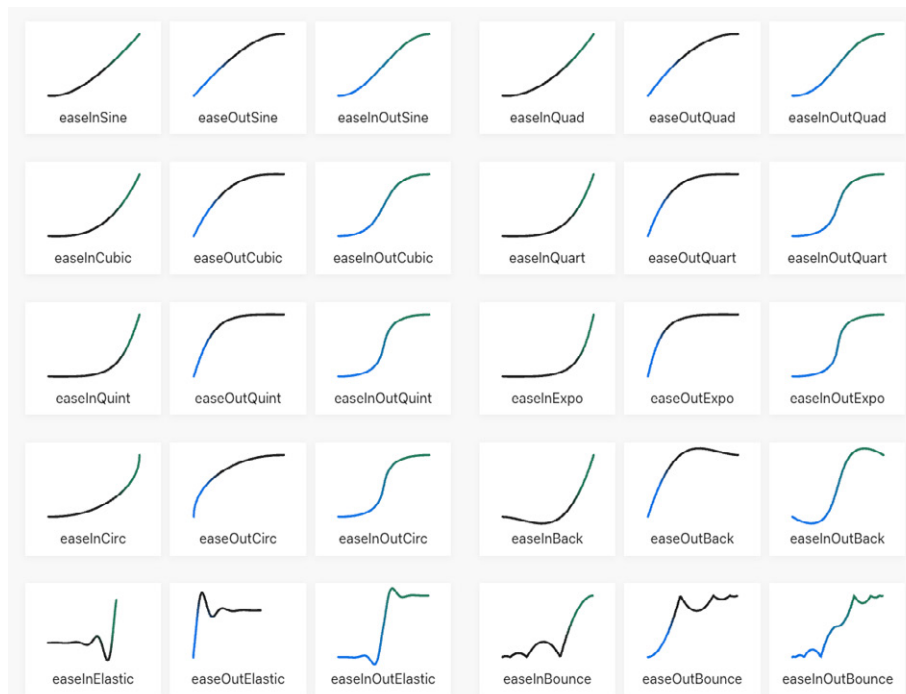 easeInSine
easeOutSine
easeInOutSine
easeInQuad
easeOutQuad
easeInOutQuad
easeInCubic
easeOutCubic
easeInOutCubic
easeInQuart
easeOutQuart
easeInOutQuart
easeInQuint
easeOutQuint
easeInOutQuint
easeInExpo
easeOutExpo
easeInOutExpo
easeInCirc
easeOutCirc
easeInOutCirc
easeInBack
easeOutBack
easeInOutBack
easeInElastic
easeOutElastic
easeInOutElastic
easeInBounce
easeOutBounce
easeInOutBounce